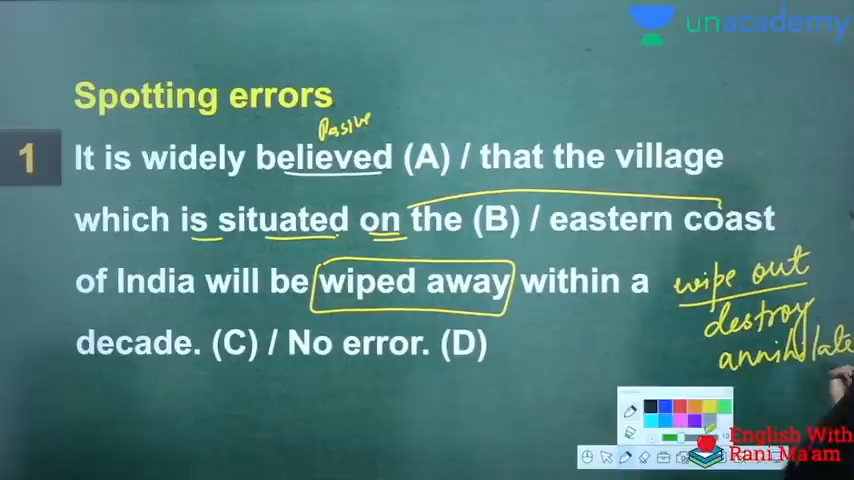 unacademy
Spotting errors
Passive
1 It is widely believed (A) / that the village
which is situated on the (B) / eastern coast
of India will be wiped away within a
decade. (C) / No error. (D)
wipe out
destroy
annihilate
English With
Rani Ma'am